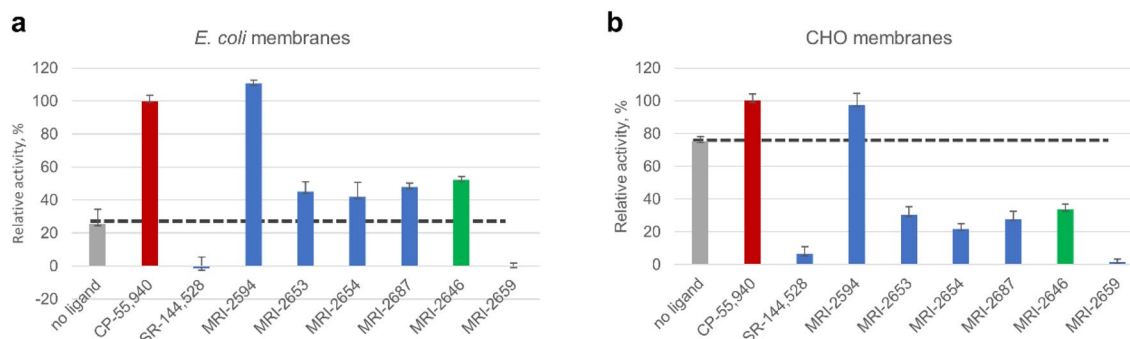 a
E. coli membranes
Relative activity, %
120
100
80
60
40
20
0
-20
no ligand
CP-55,940
SR-144,528
MRI-2594
MRI-2653
MRI-2654
MRI-2687
MRI-2646
MRI-2659
b
CHO membranes
Relative activity, %
120
100
80
60
40
20
0
no ligand
CP-55,940
SR-144,528
MRI-2594
MRI-2653
MRI-2654
MRI-2687
MRI-2646
MRI-2659